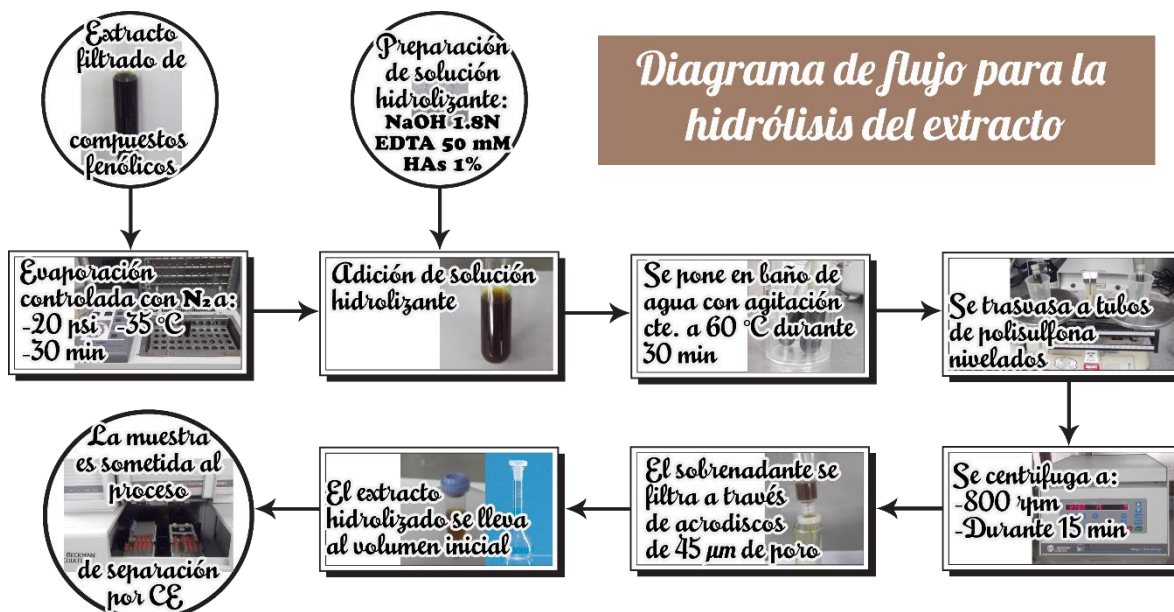 Extracto
filtrado de
compuestos
fenólicos
Preparación
de solución
hidrolizante:
NaOH 1.8N
EDTA 50 mM
HAs 1%
Diagrama de flujo para la
hidrólisis del extracto
Evaporación
controlada con N₂ a:
-20 psi -35 °C
-30 min
Adición de solución
hidrolizante
Se pone en baño de
agua con agitación
cte. a 60 °C durante
30 min
Se trasvasa a tubos
de polisulfona
nivelados
Se centrifuga a:
-800 rpm
-Durante 15 min
El sobrenadante se
filtra a través
de acrodiscos
de 45 µm de poro
El extracto
hidrolizado se lleva
al volumen inicial
La muestra
es sometida al
proceso
BECKMAN
COULTER
de separación
por CE